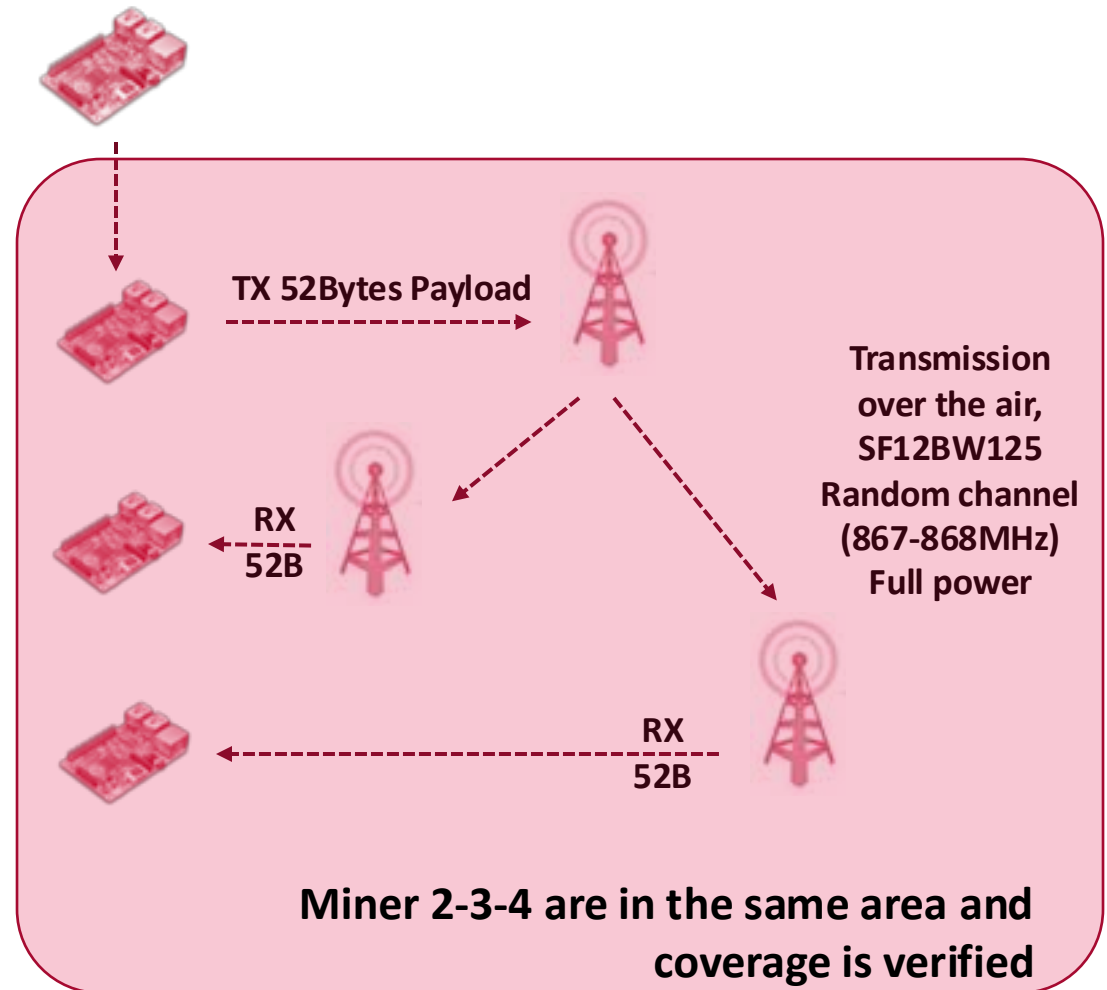 TX 52Bytes Payload
Transmission
over the air,
SF12BW125
Random channel
(867-868MHz)
Full power
RX
52B
RX
52B
Miner 2-3-4 are in the same area and
coverage is verified